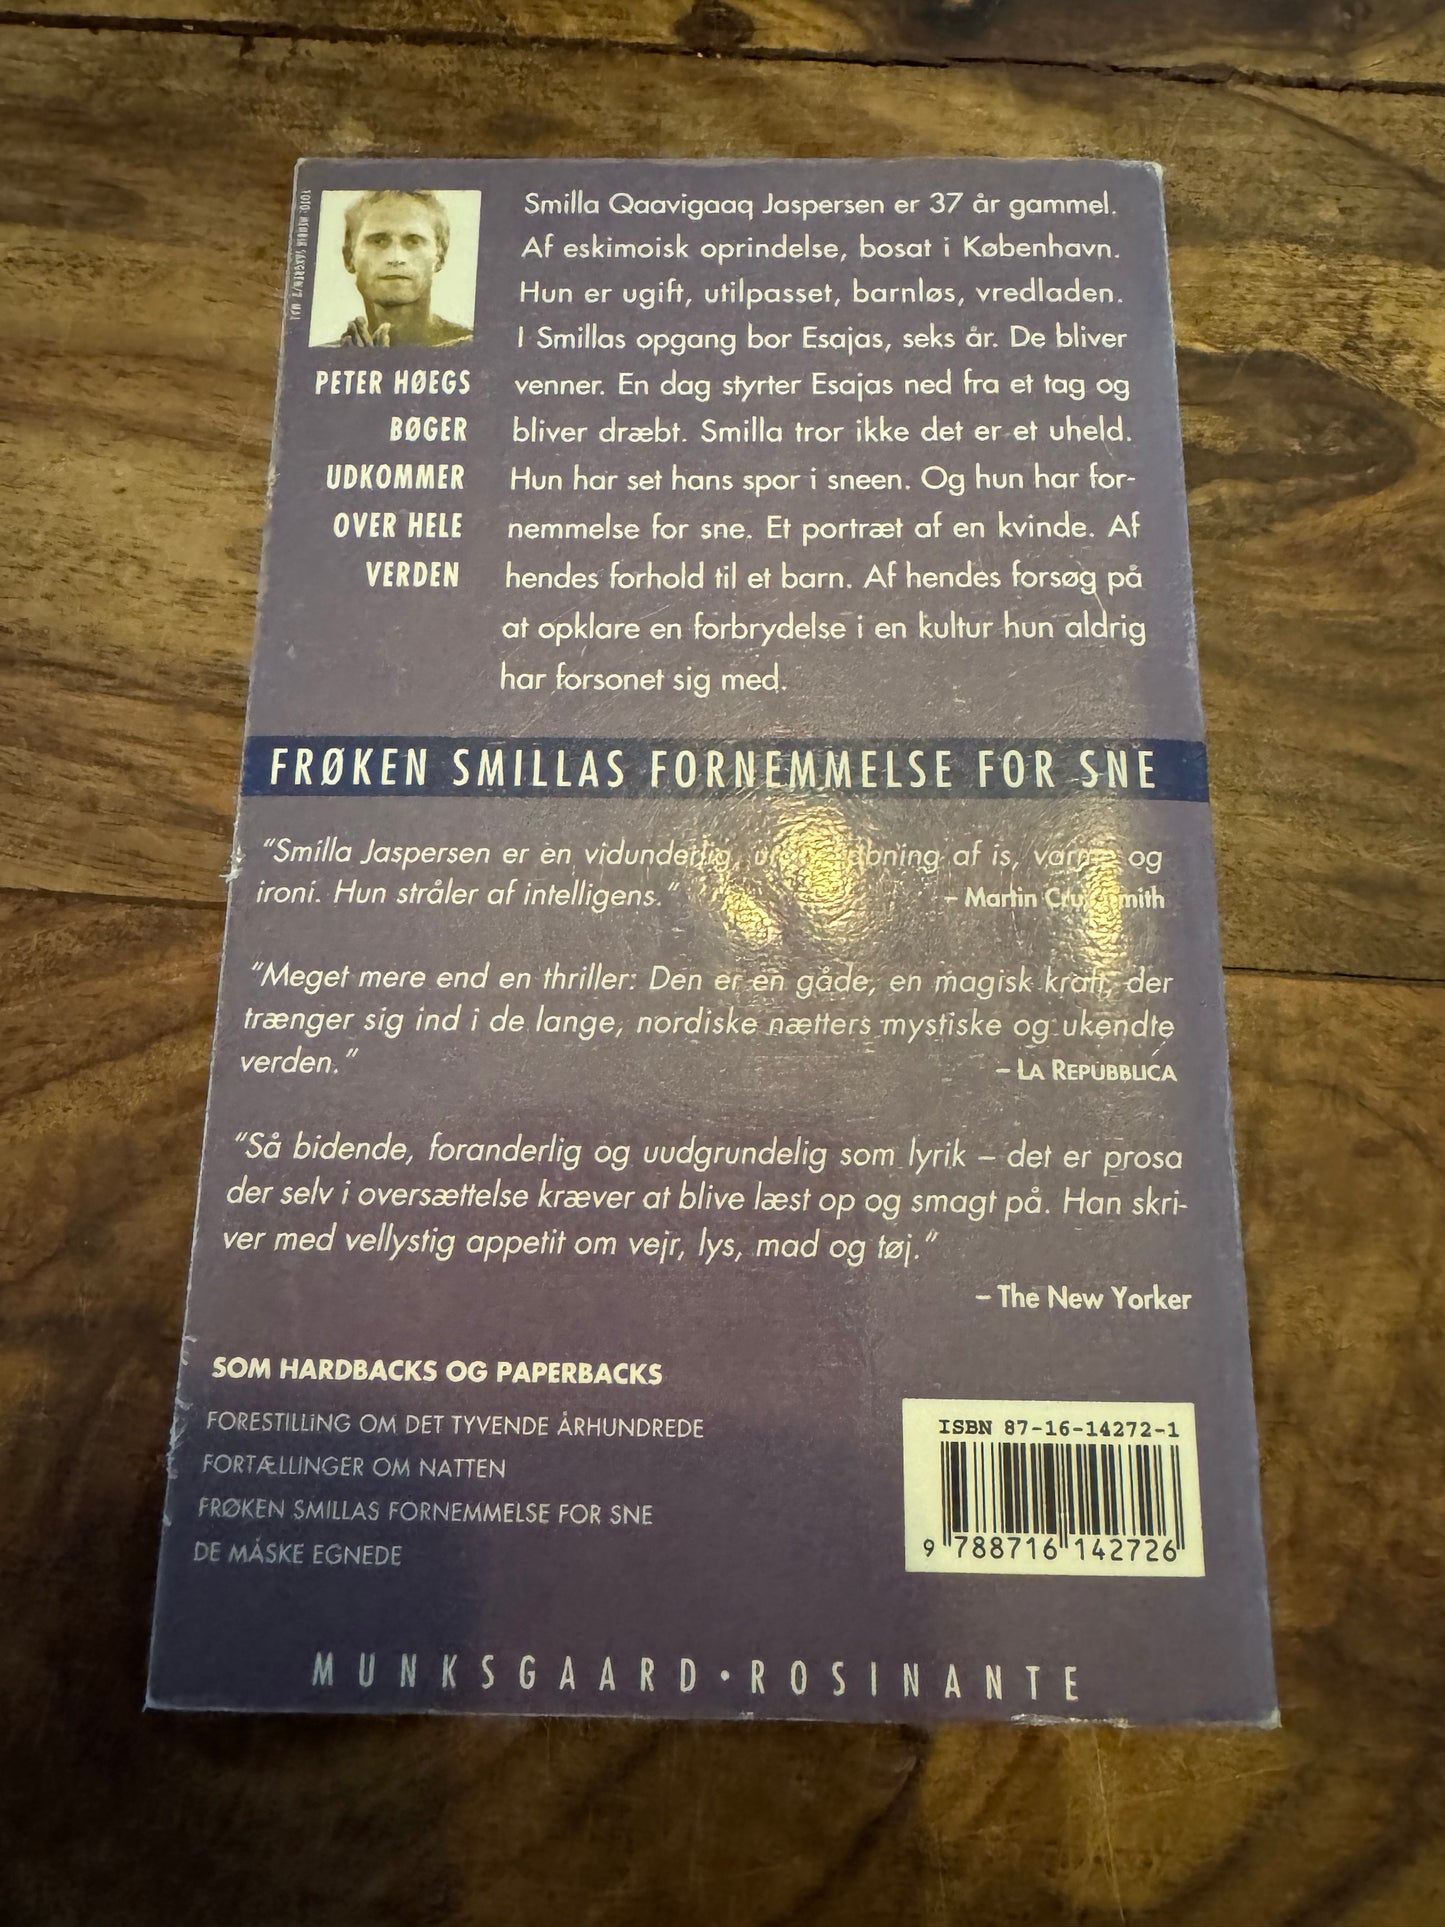 Smilla Qaavigaaq Jaspersen er 37 år gammel.
Af eskimoisk oprindelse, bosat i København.
Hun er ugift, utilpasset, barnløs, vredladen.
I Smillas opgang bor Esajas, seks år. De bliver
venner. En dag styrter Esajas ned fra et tag og
bliver dræbt. Smilla tror ikke det er et uheld.
Hun har set hans spor i sneen. Og hun har for-
nemmelse for sne. Et portræt af en kvinde. Af
hendes forhold til et barn. Af hendes forsøg på
at opklare en forbrydelse i en kultur hun aldrig
har forsonet sig med.
PETER HØEGS
BØGER
UDKOMMER
OVER HELE
VERDEN
FRØKEN SMILLAS FORNEMMELSE FOR SNE
"Smilla Jaspersen er en vidunderlig, af is, varme og
ironi. Hun stråler af intelligens."
– Martin Cruz Smith
"Meget mere end en thriller: Den er en gåde, en magisk kraft, der
trænger sig ind i de lange, nordiske nætters mystiske og ukendte
verden."
– LA REPUBBLICA
"Så bidende, foranderlig og uudgrundelig som lyrik – det er prosa
der selv i oversættelse kræver at blive læst op og smagt på. Han skri-
ver med vellystig appetit om vejr, lys, mad og tøj."
– The New Yorker
SOM HARDBACKS OG PAPERBACKS
FORESTILLING OM DET TYVENDE ÅRHUNDREDE
FORTÆLLINGER OM NATTEN
FRØKEN SMILLAS FORNEMMELSE FOR SNE
DE MÅSKE EGNEDE
ISBN 87-16-14272-1
9 788716 142726
MUNKSGAARD · ROSINANTE